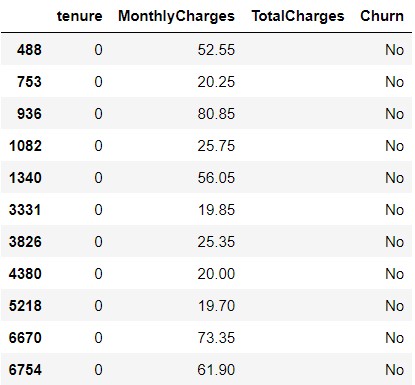 tenure MonthlyCharges TotalCharges Churn
488 0 52.55 No
753 0 20.25 No
936 0 80.85 No
1082 0 25.75 No
1340 0 56.05 No
3331 0 19.85 No
3826 0 25.35 No
4380 0 20.00 No
5218 0 19.70 No
6670 0 73.35 No
6754 0 61.90 No